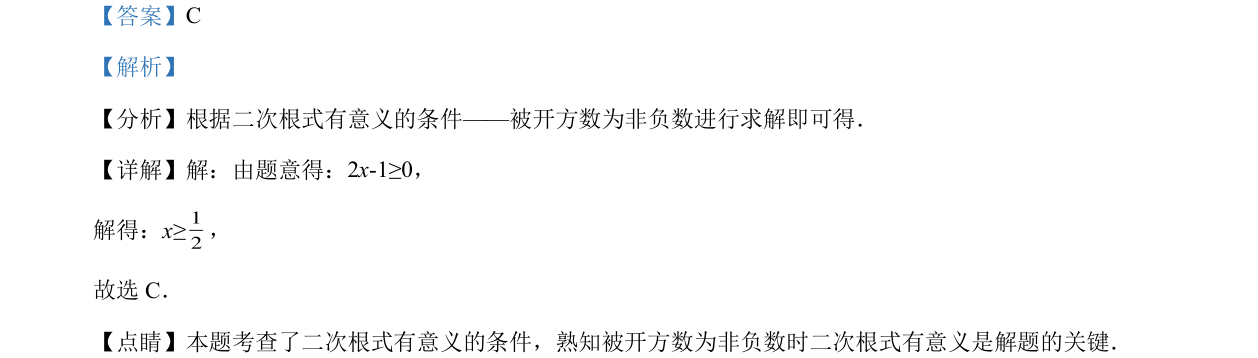 【答案】C
【解析】
【分析】根据二次根式有意义的条件——被开方数为非负数进行求解即可得．
【详解】解：由题意得：2x-1≥0，
解得：x≥1/2，
故选 C．
【点睛】本题考查了二次根式有意义的条件，熟知被开方数为非负数时二次根式有意义是解题的关键．